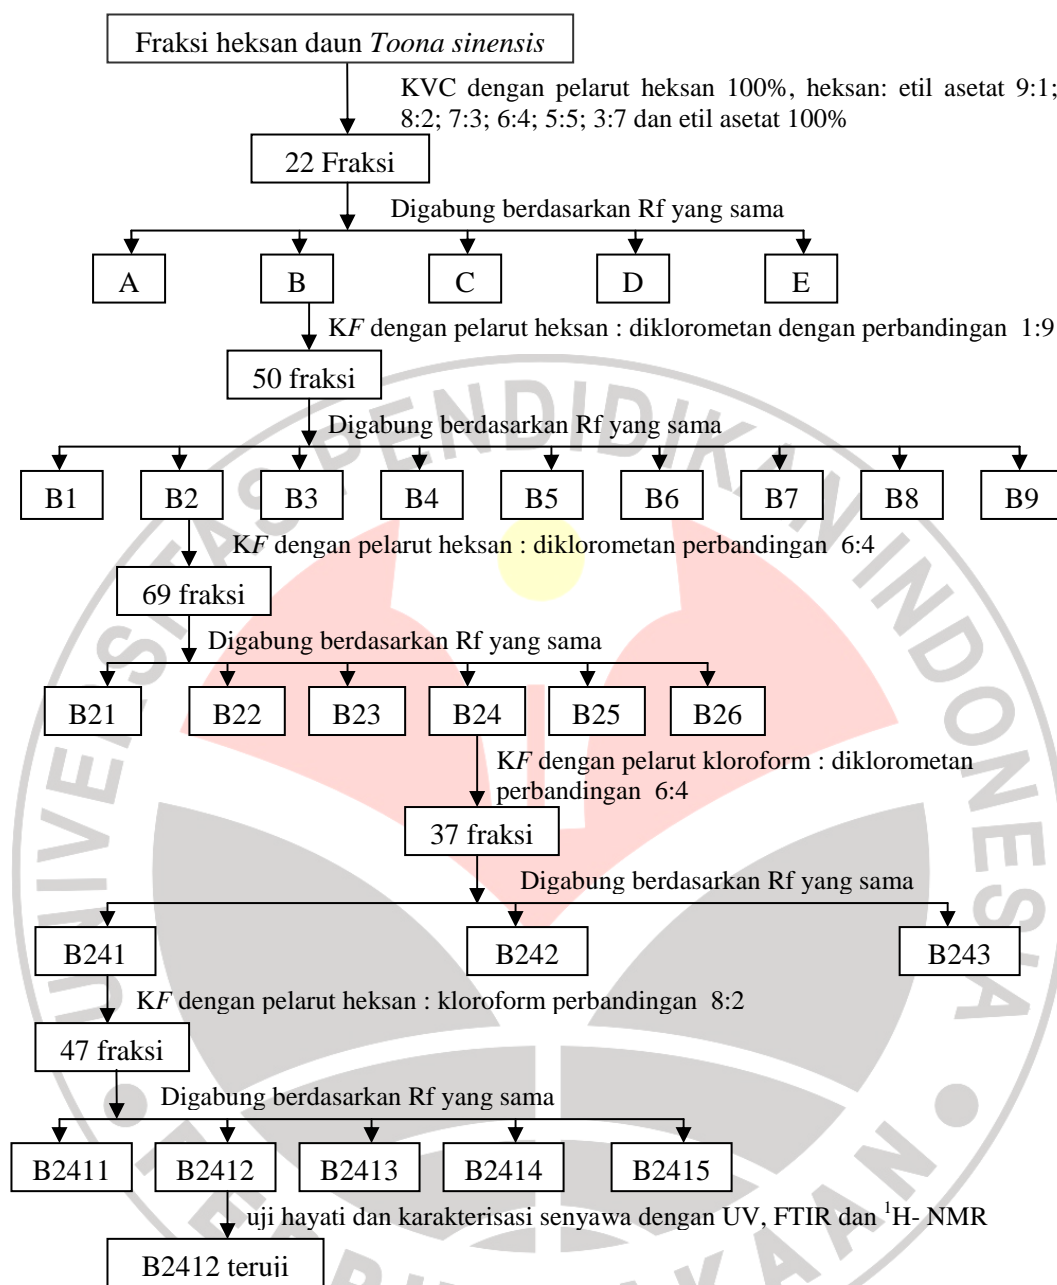 Fraksi heksan daun Toona sinensis
KVC dengan pelarut heksan 100%, heksan: etil asetat 9:1;
8:2; 7:3; 6:4; 5:5; 3:7 dan etil asetat 100%
22 Fraksi
Digabung berdasarkan Rf yang sama
A B C D E
KF dengan pelarut heksan : diklorometan dengan perbandingan 1:9
50 fraksi
Digabung berdasarkan Rf yang sama
B1 B2 B3 B4 B5 B6 B7 B8 B9
KF dengan pelarut heksan : diklorometan perbandingan 6:4
69 fraksi
Digabung berdasarkan Rf yang sama
B21 B22 B23 B24 B25 B26
KF dengan pelarut kloroform : diklorometan
perbandingan 6:4
37 fraksi
Digabung berdasarkan Rf yang sama
B241 B242 B243
KF dengan pelarut heksan : kloroform perbandingan 8:2
47 fraksi
Digabung berdasarkan Rf yang sama
B2411 B2412 B2413 B2414 B2415
uji hayati dan karakterisasi senyawa dengan UV, FTIR dan ¹H- NMR
B2412 teruji
UNIVERSITAS PENDIDIKAN INDONESIA